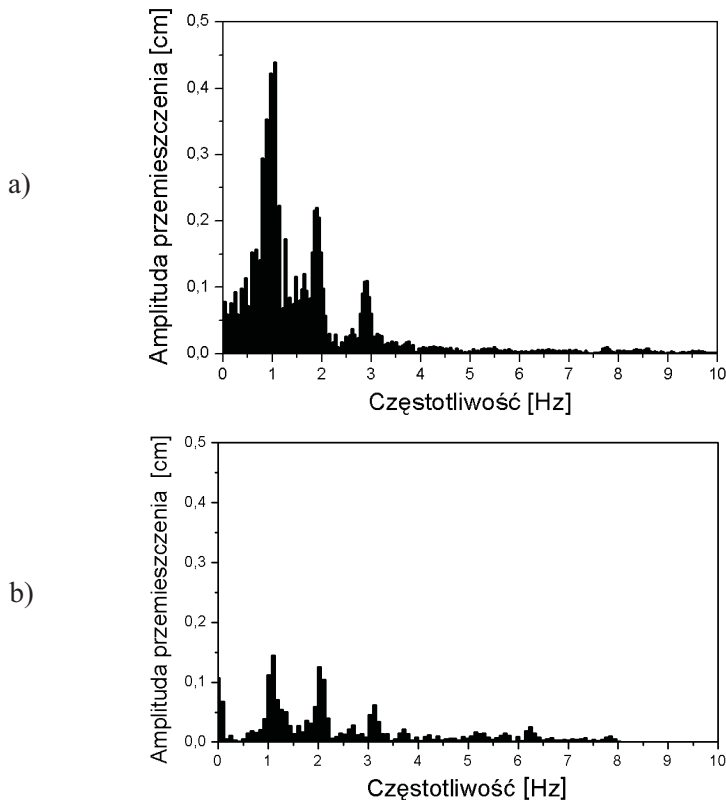 a)
Amplituda przemieszczenia [cm]
0,5
0,4
0,3
0,2
0,1
0,0
0 1 2 3 4 5 6 7 8 9 10
Częstotliwość [Hz]
b)
Amplituda przemieszczenia [cm]
0,5
0,4
0,3
0,2
0,1
0,0
0 1 2 3 4 5 6 7 8 9 10
Częstotliwość [Hz]